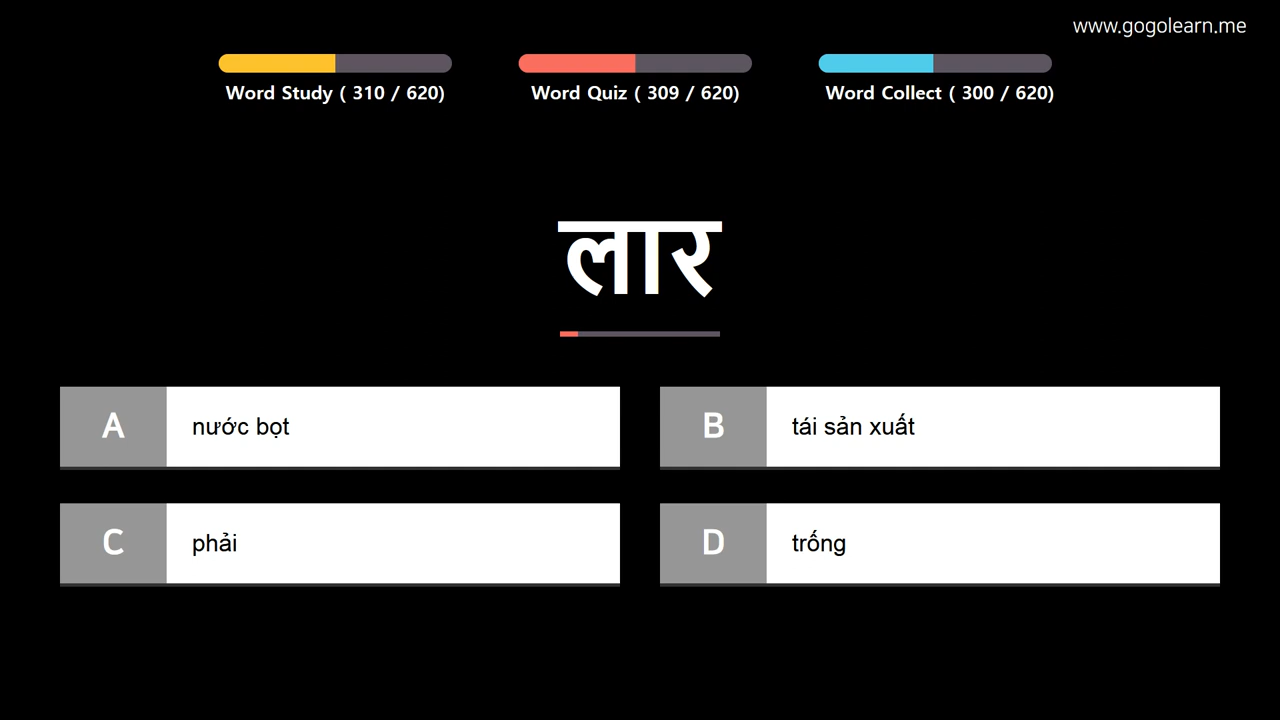 www.gogolearn.me
Word Study ( 310 / 620)
Word Quiz ( 309 / 620)
Word Collect ( 300 / 620)
लार
A
nước bọt
B
tái sản xuất
C
phải
D
trống